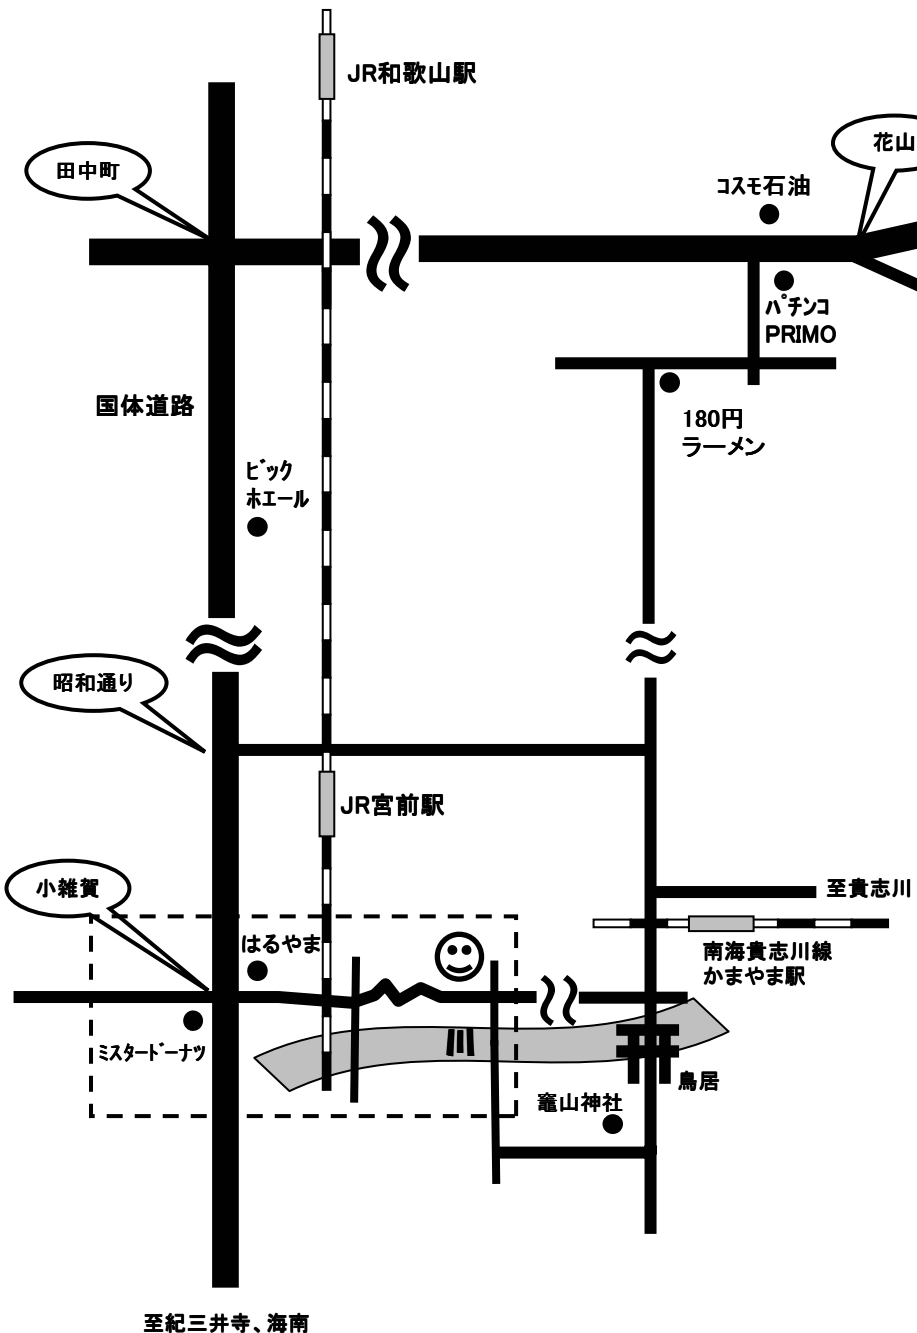 JR和歌山駅
田中町
花山
コスモ石油
パチンコ
PRIMO
国体道路
180円
ラーメン
ビック
ホエール
昭和通り
JR宮前駅
小雑賀
至貴志川
はるやま
南海貴志川線
かまやま駅
川
ミスタードーナツ
鳥居
竈山神社
至紀三井寺、海南